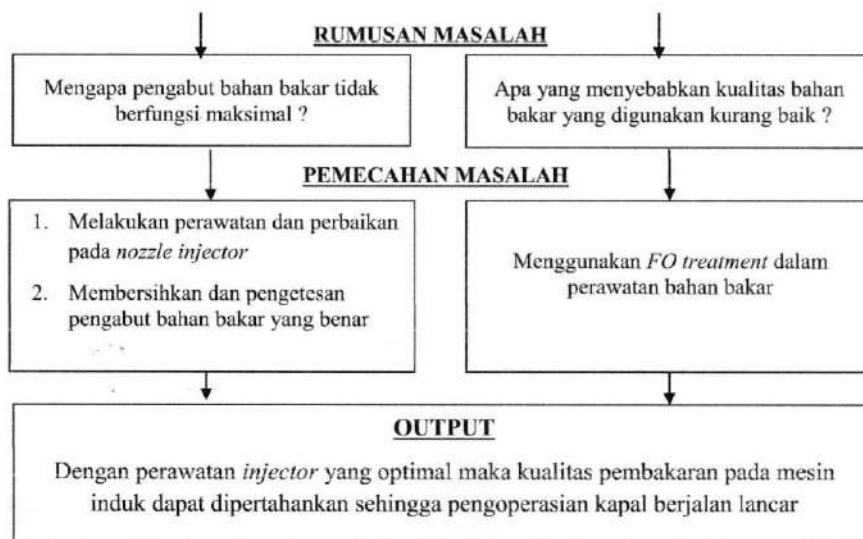 RUMUSAN MASALAH
Mengapa pengabut bahan bakar tidak
berfungsi maksimal ?
Apa yang menyebabkan kualitas bahan
bakar yang digunakan kurang baik ?
PEMECAHAN MASALAH
1. Melakukan perawatan dan perbaikan
pada nozzle injector
2. Membersihkan dan pengetesan
pengabut bahan bakar yang benar
Menggunakan FO treatment dalam
perawatan bahan bakar
OUTPUT
Dengan perawatan injector yang optimal maka kualitas pembakaran pada mesin
induk dapat dipertahankan sehingga pengoperasian kapal berjalan lancar